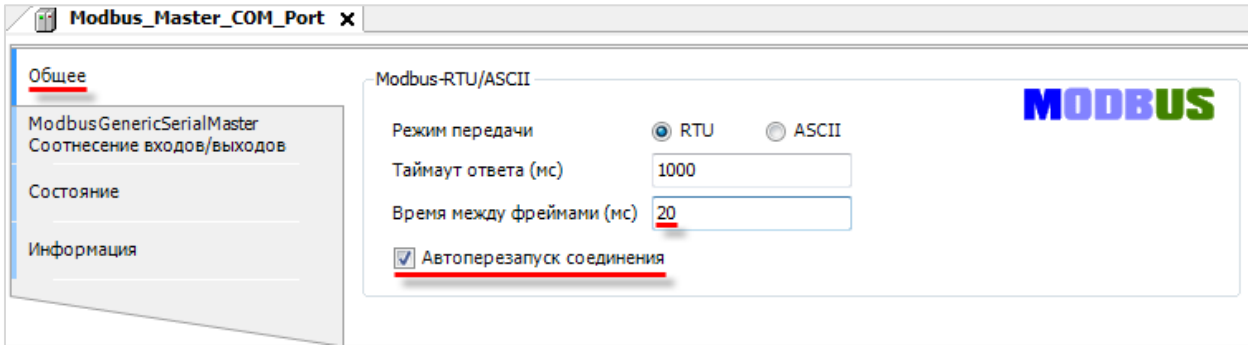 Modbus_Master_COM_Port x
Общее
ModbusGenericSerialMaster
Соотнесение входов/выходов
Состояние
Информация
Modbus-RTU/ASCII
MODBUS
Режим передачи RTU ASCII
Таймаут ответа (мс) 1000
Время между фреймами (мс) 20
Автоперезапуск соединения